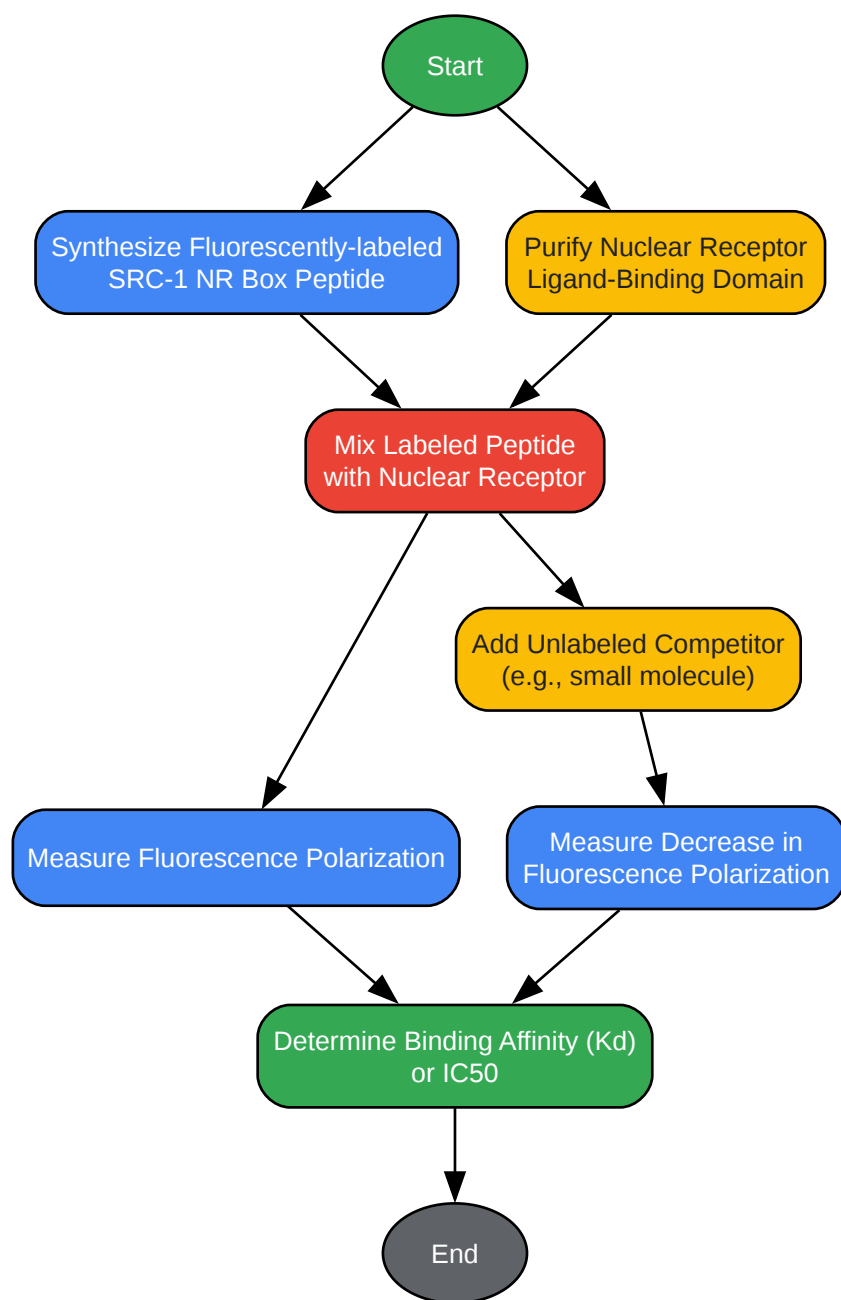 Start
Synthesize Fluorescently-labeled
SRC-1 NR Box Peptide
Purify Nuclear Receptor
Ligand-Binding Domain
Mix Labeled Peptide
with Nuclear Receptor
Add Unlabeled Competitor
(e.g., small molecule)
Measure Fluorescence Polarization
Measure Decrease in
Fluorescence Polarization
Determine Binding Affinity (Kd)
or IC50
End